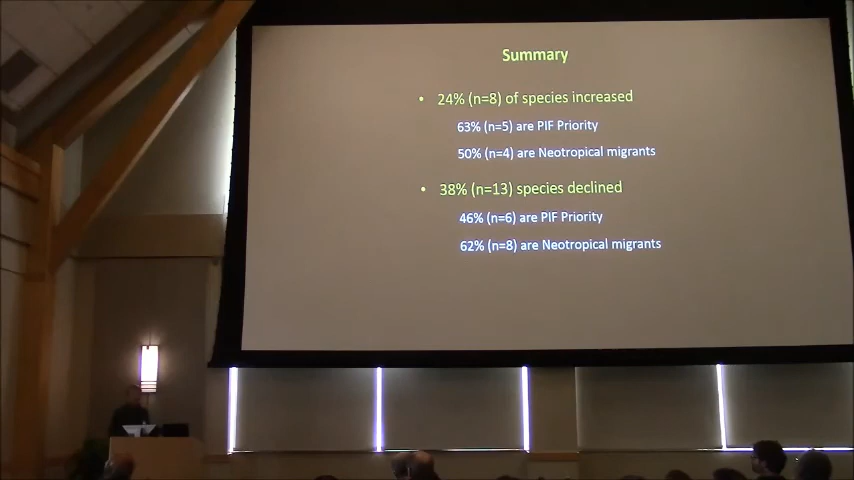 Summary
• 24% (n=8) of species increased
63% (n=5) are PIF Priority
50% (n=4) are Neotropical migrants
• 38% (n=13) species declined
46% (n=6) are PIF Priority
62% (n=8) are Neotropical migrants